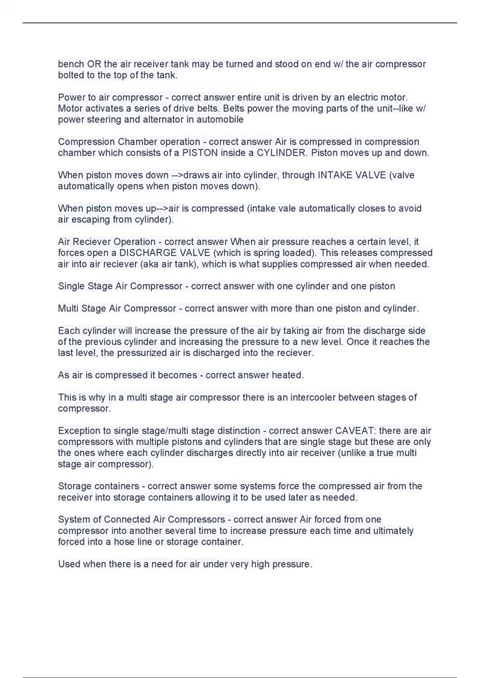 bench OR the air receiver tank may be turned and stood on end w/ the air compressor
bolted to the top of the tank.
Power to air compressor - correct answer entire unit is driven by an electric motor.
Motor activates a series of drive belts. Belts power the moving parts of the unit--like w/
power steering and alternator in automobile
Compression Chamber operation - correct answer Air is compressed in compression
chamber which consists of a PISTON inside a CYLINDER. Piston moves up and down.
When piston moves down -->draws air into cylinder, through INTAKE VALVE (valve
automatically opens when piston moves down).
When piston moves up-->air is compressed (intake vale automatically closes to avoid
air escaping from cylinder).
Air Reciever Operation - correct answer When air pressure reaches a certain level, it
forces open a DISCHARGE VALVE (which is spring loaded). This releases compressed
air into air reciever (aka air tank), which is what supplies compressed air when needed.
Single Stage Air Compressor - correct answer with one cylinder and one piston
Multi Stage Air Compressor - correct answer with more than one piston and cylinder.
Each cylinder will increase the pressure of the air by taking air from the discharge side
of the previous cylinder and increasing the pressure to a new level. Once it reaches the
last level, the pressurized air is discharged into the reciever.
As air is compressed it becomes - correct answer heated.
This is why in a multi stage air compressor there is an intercooler between stages of
compressor.
Exception to single stage/multi stage distinction - correct answer CAVEAT: there are air
compressors with multiple pistons and cylinders that are single stage but these are only
the ones where each cylinder discharges directly into air receiver (unlike a true multi
stage air compressor).
Storage containers - correct answer some systems force the compressed air from the
receiver into storage containers allowing it to be used later as needed.
System of Connected Air Compressors - correct answer Air forced from one
compressor into another several time to increase pressure each time and ultimately
forced into a hose line or storage container.
Used when there is a need for air under very high pressure.